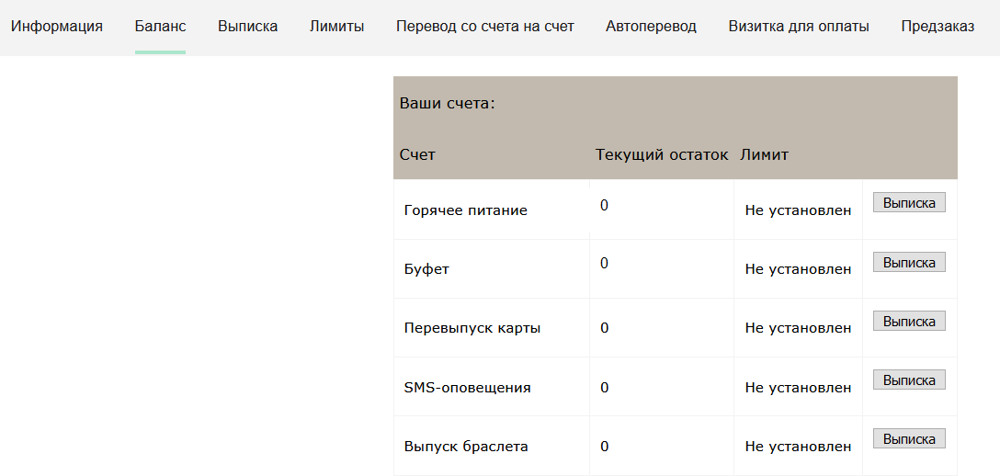 Информация Баланс Выписка Лимиты Перевод со счета на счет Автоперевод Визитка для оплаты Предзаказ
Ваши счета:
Счет Текущий остаток Лимит
Горячее питание 0 Не установлен Выписка
Буфет 0 Не установлен Выписка
Перевыпуск карты 0 Не установлен Выписка
SMS-оповещения 0 Не установлен Выписка
Выпуск браслета 0 Не установлен Выписка